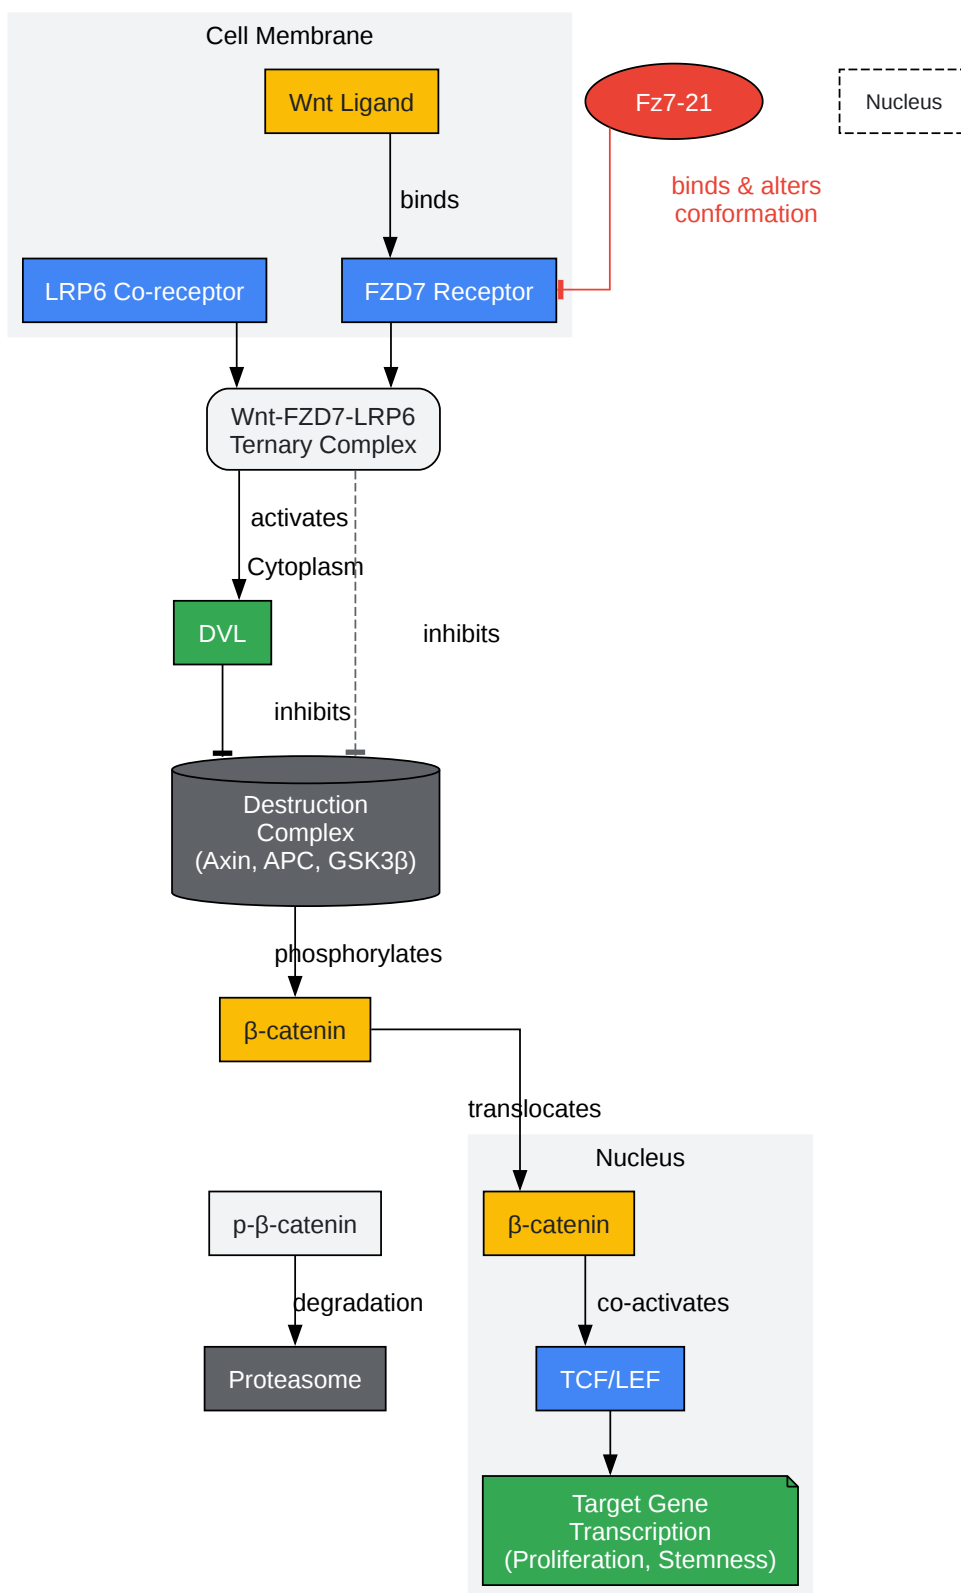 Cell Membrane
Wnt Ligand
Fz7-21
Nucleus
binds & alters
conformation
binds
LRP6 Co-receptor
FZD7 Receptor
Wnt-FZD7-LRP6
Ternary Complex
activates
Cytoplasm
DVL
inhibits
inhibits
Destruction
Complex
(Axin, APC, GSK3β)
phosphorylates
β-catenin
translocates
Nucleus
p-β-catenin
β-catenin
degradation
co-activates
Proteasome
TCF/LEF
Target Gene
Transcription
(Proliferation, Stemness)